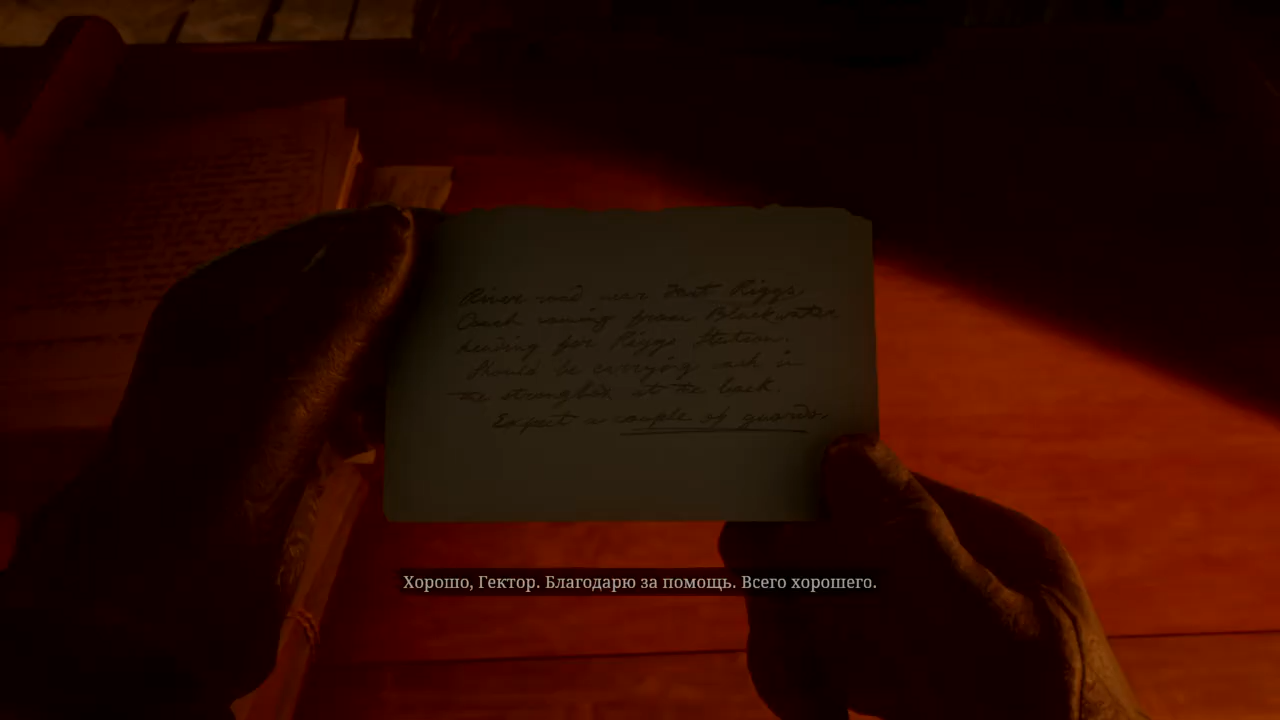 River road near Fort Riggs.
Coach coming from Blackwater
heading for Riggs Station.
Should be carrying cash in
the strongbox at the back.
Expect a couple of guards.
Хорошо, Гектор. Благодарю за помощь. Всего хорошего.